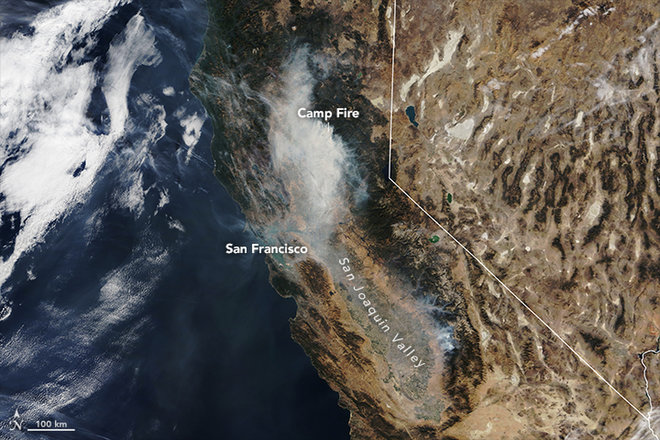 Camp Fire
San Francisco
San Joaquin Valley
N
100 km